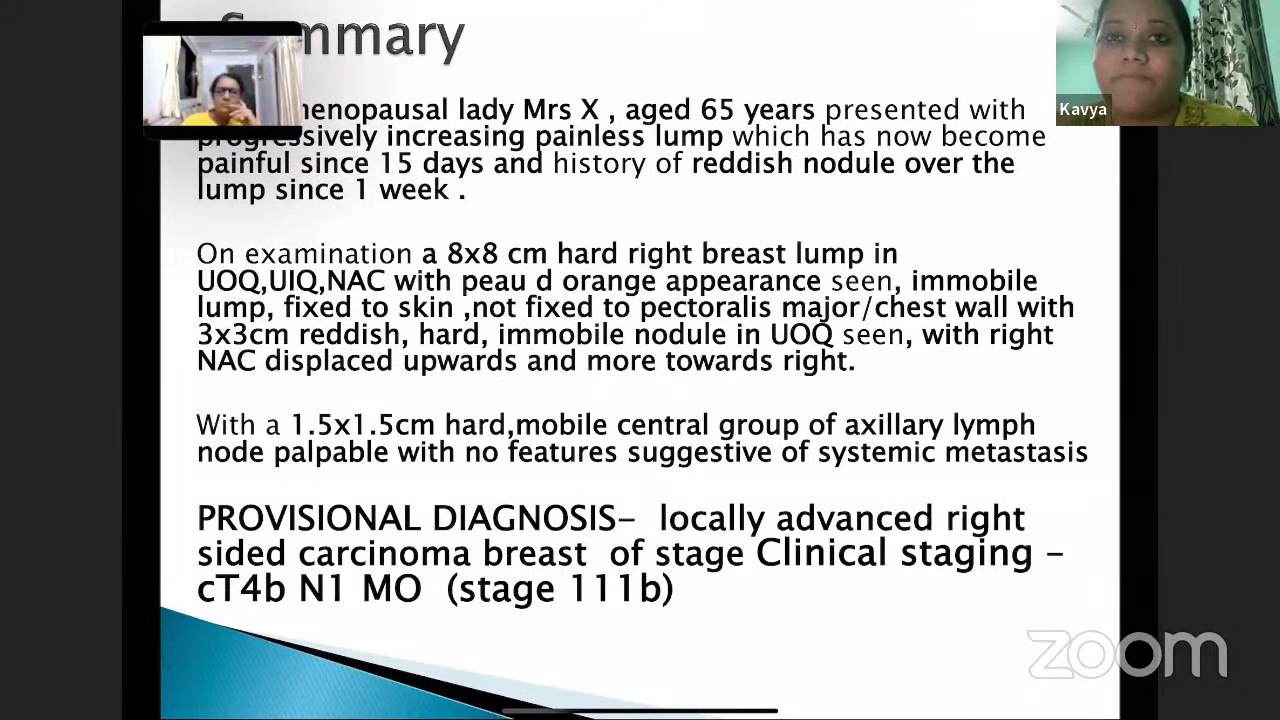 Summary
menopausal lady Mrs X , aged 65 years presented with
progressively increasing painless lump which has now become
painful since 15 days and history of reddish nodule over the
lump since 1 week .
On examination a 8x8 cm hard right breast lump in
UOQ,UIQ,NAC with peau d orange appearance seen, immobile
lump, fixed to skin ,not fixed to pectoralis major/chest wall with
3x3cm reddish, hard, immobile nodule in UOQ seen, with right
NAC displaced upwards and more towards right.
With a 1.5x1.5cm hard,mobile central group of axillary lymph
node palpable with no features suggestive of systemic metastasis
PROVISIONAL DIAGNOSIS- locally advanced right
sided carcinoma breast of stage Clinical staging -
cT4b N1 MO (stage 111b)
Kavya
zoom